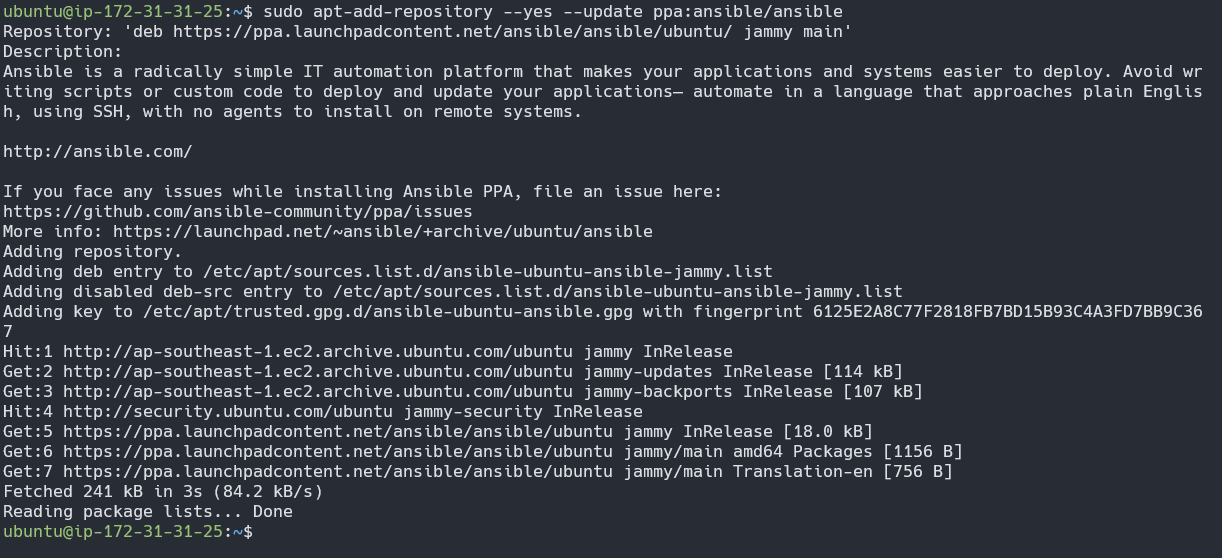 ubuntu@ip-172-31-31-25:~$ sudo apt-add-repository --yes --update ppa:ansible/ansible
Repository: 'deb https://ppa.launchpadcontent.net/ansible/ansible/ubuntu/ jammy main'
Description:
Ansible is a radically simple IT automation platform that makes your applications and systems easier to deploy. Avoid wr
iting scripts or custom code to deploy and update your applications— automate in a language that approaches plain Englis
h, using SSH, with no agents to install on remote systems.

http://ansible.com/

If you face any issues while installing Ansible PPA, file an issue here:
https://github.com/ansible-community/ppa/issues
More info: https://launchpad.net/~ansible/+archive/ubuntu/ansible
Adding repository.
Adding deb entry to /etc/apt/sources.list.d/ansible-ubuntu-ansible-jammy.list
Adding disabled deb-src entry to /etc/apt/sources.list.d/ansible-ubuntu-ansible-jammy.list
Adding key to /etc/apt/trusted.gpg.d/ansible-ubuntu-ansible.gpg with fingerprint 6125E2A8C77F2818FB7BD15B93C4A3FD7BB9C36
7
Hit:1 http://ap-southeast-1.ec2.archive.ubuntu.com/ubuntu jammy InRelease
Get:2 http://ap-southeast-1.ec2.archive.ubuntu.com/ubuntu jammy-updates InRelease [114 kB]
Get:3 http://ap-southeast-1.ec2.archive.ubuntu.com/ubuntu jammy-backports InRelease [107 kB]
Hit:4 http://security.ubuntu.com/ubuntu jammy-security InRelease
Get:5 https://ppa.launchpadcontent.net/ansible/ansible/ubuntu jammy InRelease [18.0 kB]
Get:6 https://ppa.launchpadcontent.net/ansible/ansible/ubuntu jammy/main amd64 Packages [1156 B]
Get:7 https://ppa.launchpadcontent.net/ansible/ansible/ubuntu jammy/main Translation-en [756 B]
Fetched 241 kB in 3s (84.2 kB/s)
Reading package lists... Done
ubuntu@ip-172-31-31-25:~$